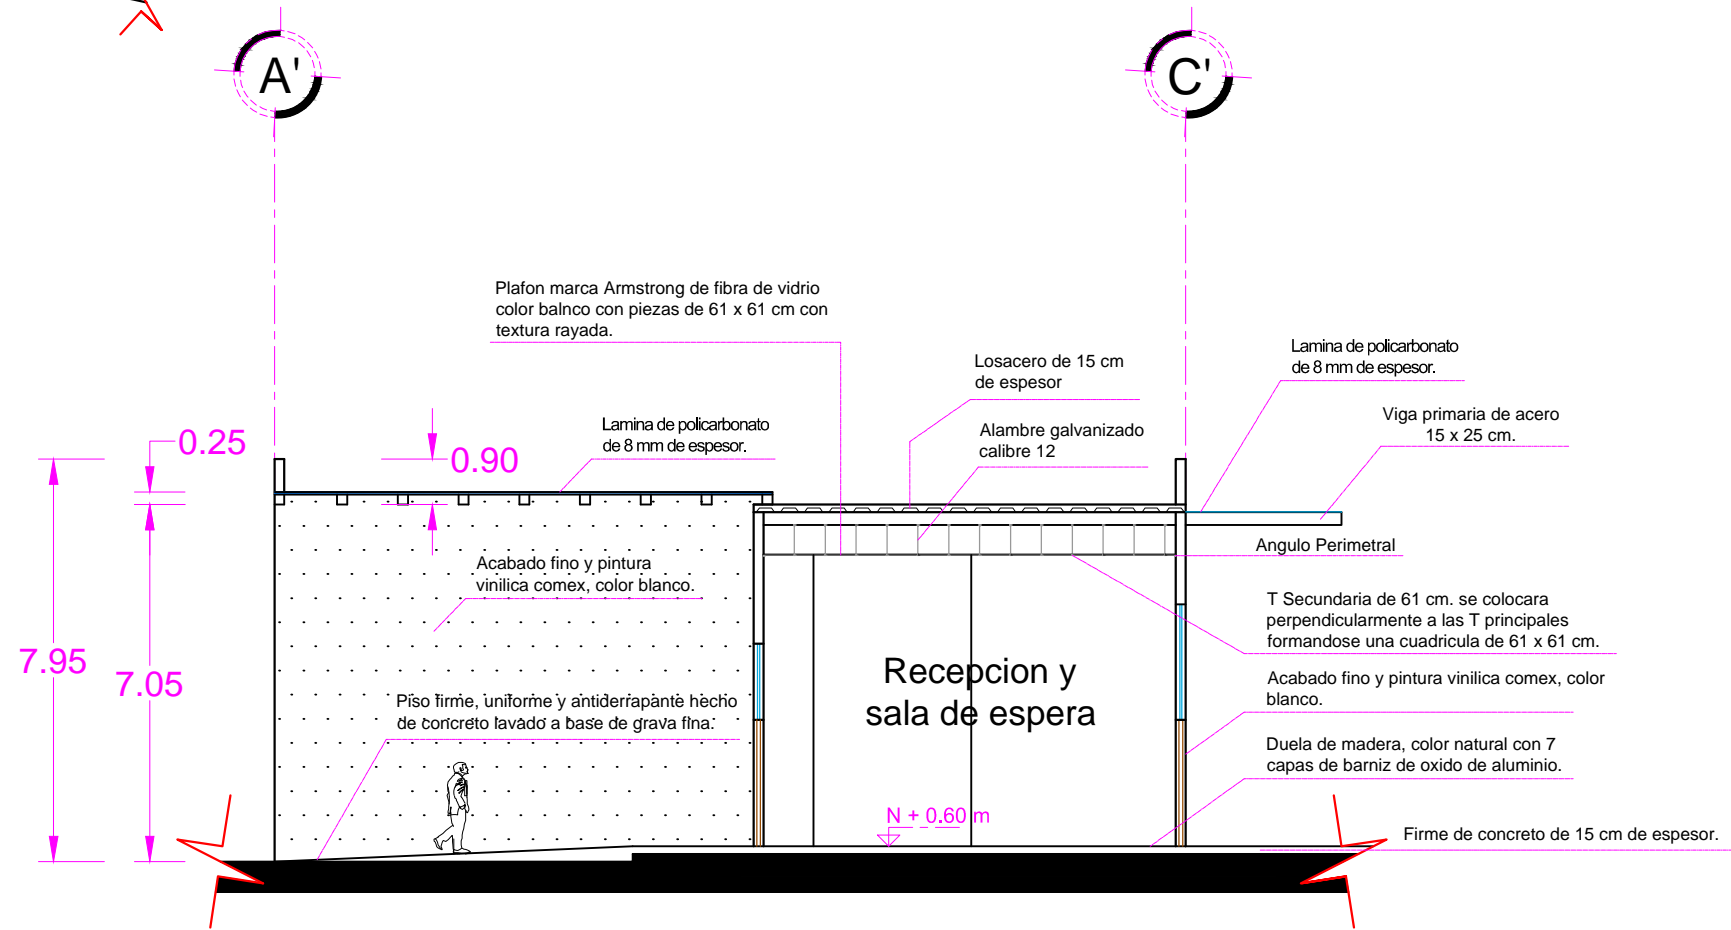 A'
C'
Plafon marca Armstrong de fibra de vidrio
color balnco con piezas de 61 x 61 cm con
textura rayada.
Losacero de 15 cm
de espesor
Lamina de policarbonato
de 8 mm de espesor.
Viga primaria de acero
15 x 25 cm.
Lamina de policarbonato
de 8 mm de espesor.
Alambre galvanizado
calibre 12
0.25
0.90
Angulo Perimetral
Acabado fino y pintura
vinilica comex, color blanco.
T Secundaria de 61 cm. se colocara
perpendicularmente a las T principales
formandose una cuadricula de 61 x 61 cm.
7.95
7.05
Recepcion y
sala de espera
Acabado fino y pintura vinilica comex, color
blanco.
Piso firme, uniforme y antiderrapante hecho
de concreto lavado a base de grava fina.
Duela de madera, color natural con 7
capas de barniz de oxido de aluminio.
N + 0.60 m
Firme de concreto de 15 cm de espesor.